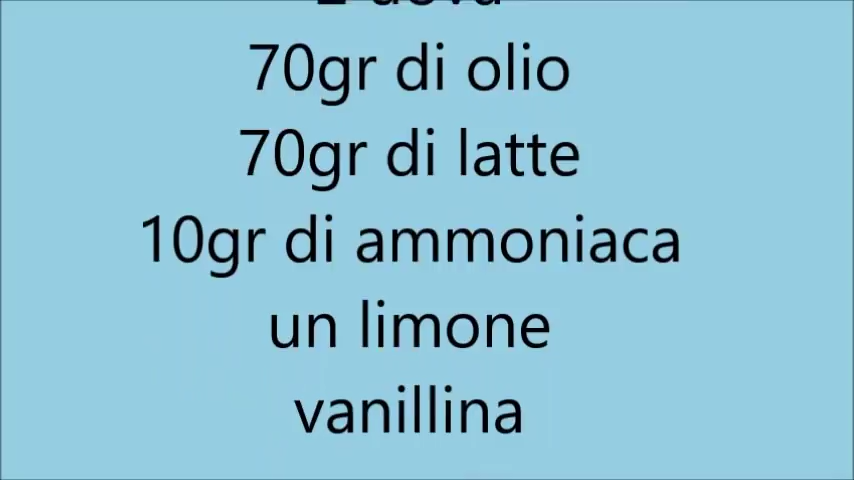 70gr di olio
70gr di latte
10gr di ammoniaca
un limone
vanillina